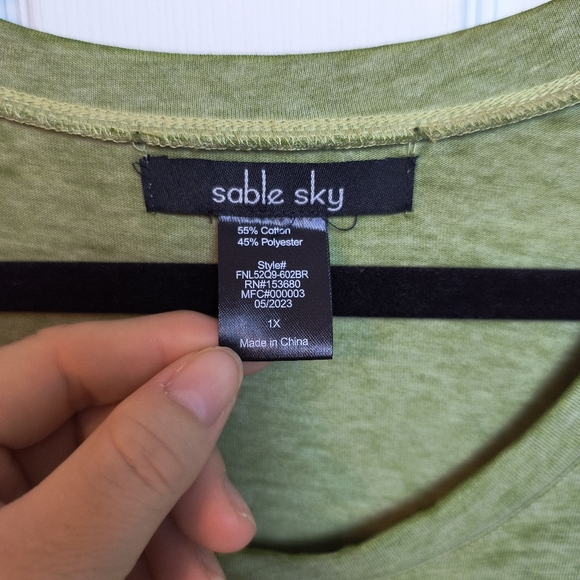 sable sky
55% Cotton
45% Polyester
Style#
FNL52Q9-602BR
RN#153680
MFC#000003
05/2023
1X
Made in China